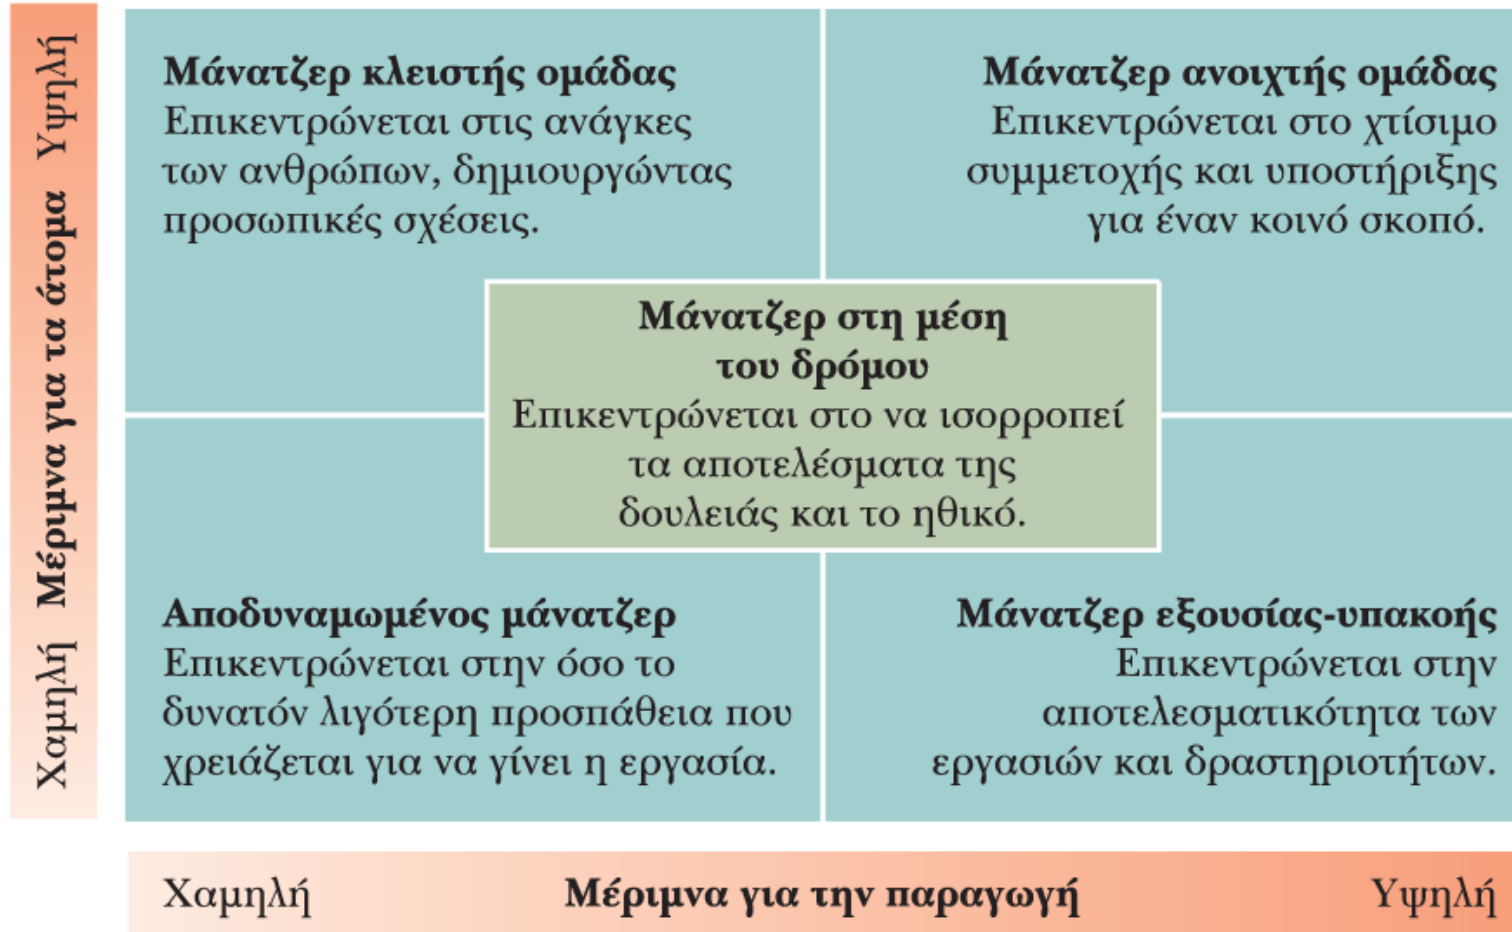 Υψηλή
Μέριμνα για τα άτομα
Χαμηλή
Μάνατζερ κλειστής ομάδας
Επικεντρώνεται στις ανάγκες
των ανθρώπων, δημιουργώντας
προσωπικές σχέσεις.
Μάνατζερ ανοιχτής ομάδας
Επικεντρώνεται στο χτίσιμο
συμμετοχής και υποστήριξης
για έναν κοινό σκοπό.
Μάνατζερ στη μέση
του δρόμου
Επικεντρώνεται στο να ισορροπεί
τα αποτελέσματα της
δουλειάς και το ηθικό.
Αποδυναμωμένος μάνατζερ
Επικεντρώνεται στην όσο το
δυνατόν λιγότερη προσπάθεια που
χρειάζεται για να γίνει η εργασία.
Μάνατζερ εξουσίας-υπακοής
Επικεντρώνεται στην
αποτελεσματικότητα των
εργασιών και δραστηριοτήτων.
Χαμηλή
Μέριμνα για την παραγωγή
Υψηλή